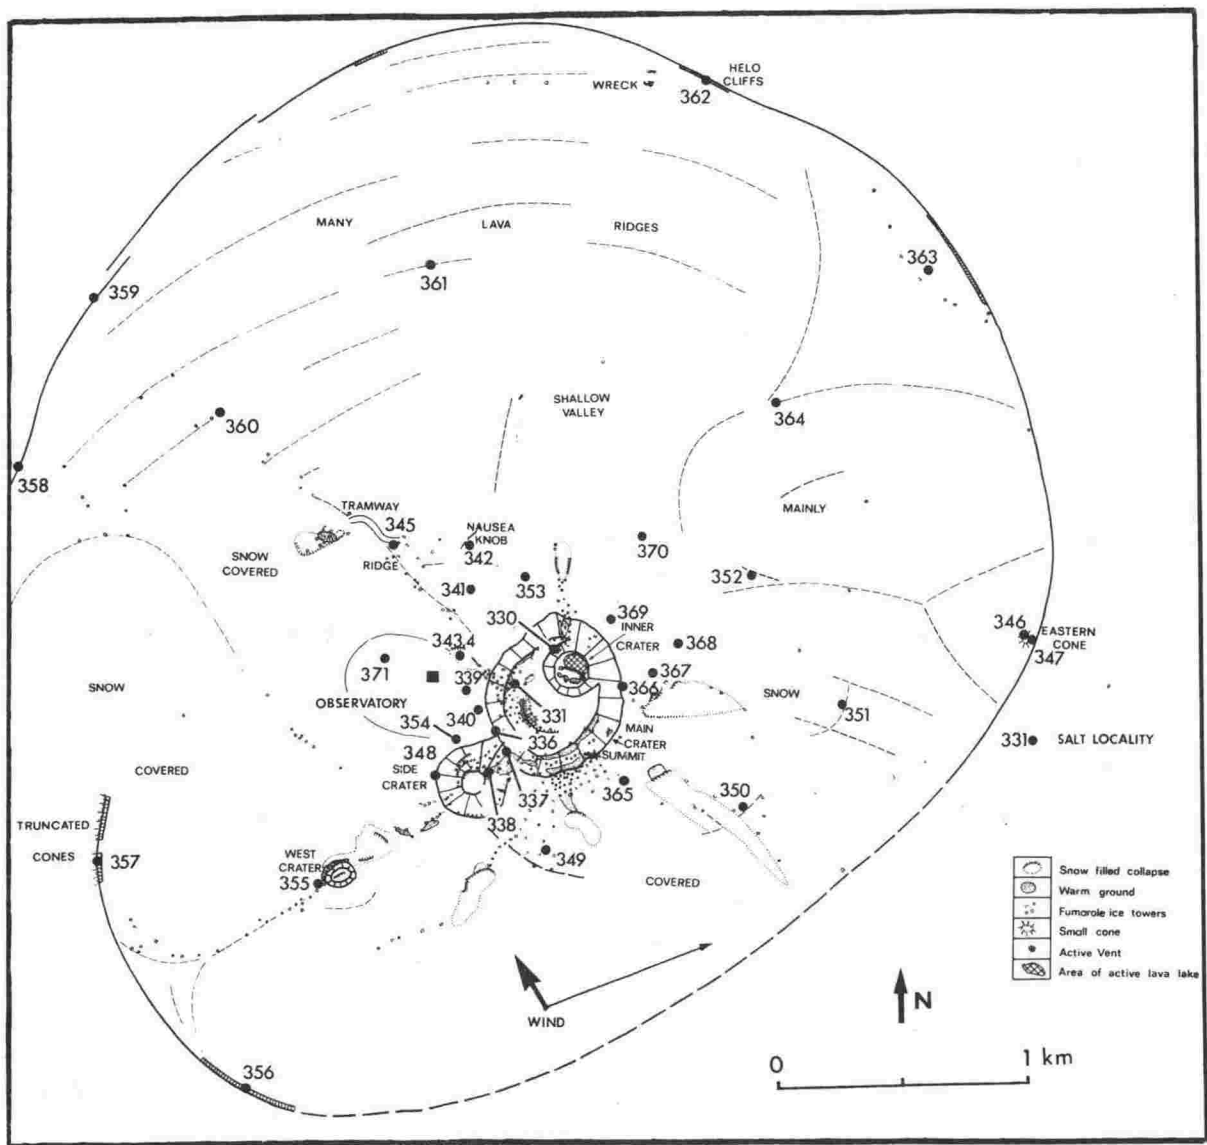 HELO
CLIFFS
WRECK
362
MANY
LAVA
RIDGES
363
361
359
SHALLOW
VALLEY
364
360
358
TRAMWAY
345
NAUSEA
KNOB
342
MAINLY
370
SNOW
COVERED
RIDGE
341
353
352
369
330
INNER
CRATER
346
EASTERN
CONE
347
343,4
368
371
339
367
366
SNOW
SNOW
OBSERVATORY
340
331
351
354
336
MAIN
CRATER
331
SALT LOCALITY
348
SUMMIT
SIDE
CRATER
COVERED
337
365
350
338
TRUNCATED
CONES
357
WEST
CRATER
349
355
COVERED
Snow filled collapse
Warm ground
Fumarole ice towers
Small cone
Active Vent
Area of active lava lake
WIND
N
0
1 km
356